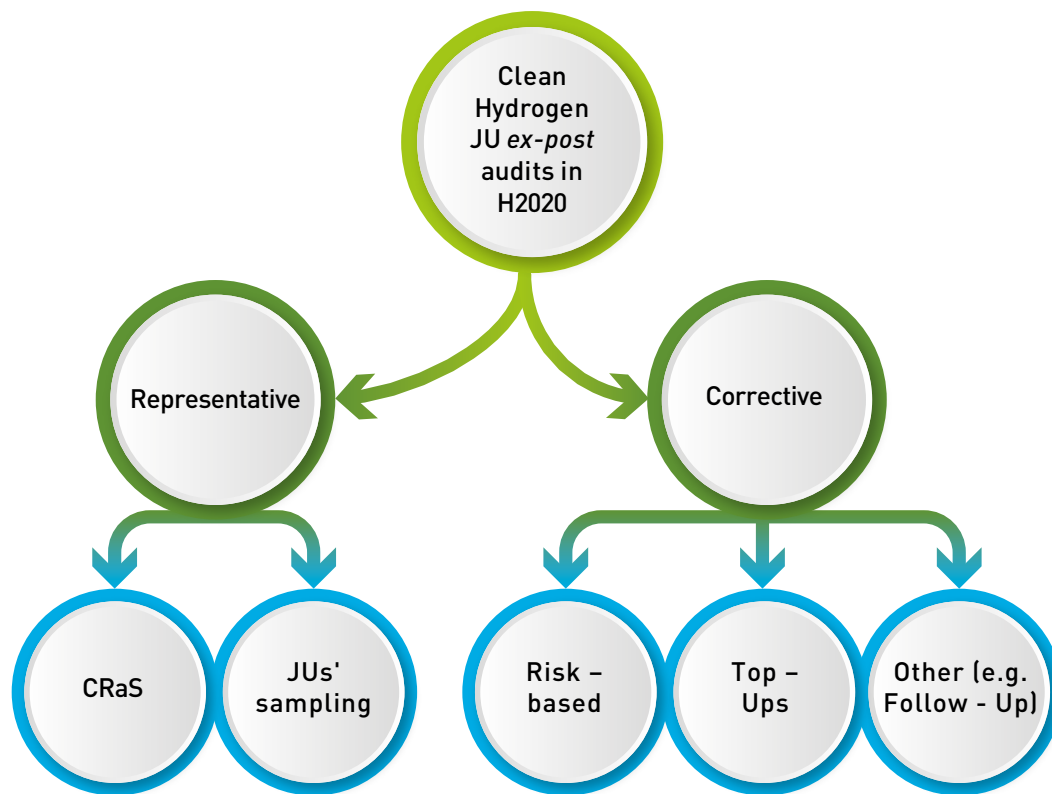 Clean
Hydrogen
JU ex-post
audits in
H2020
Representative
Corrective
CRaS
JUs'
sampling
Risk –
based
Top –
Ups
Other (e.g.
Follow - Up)